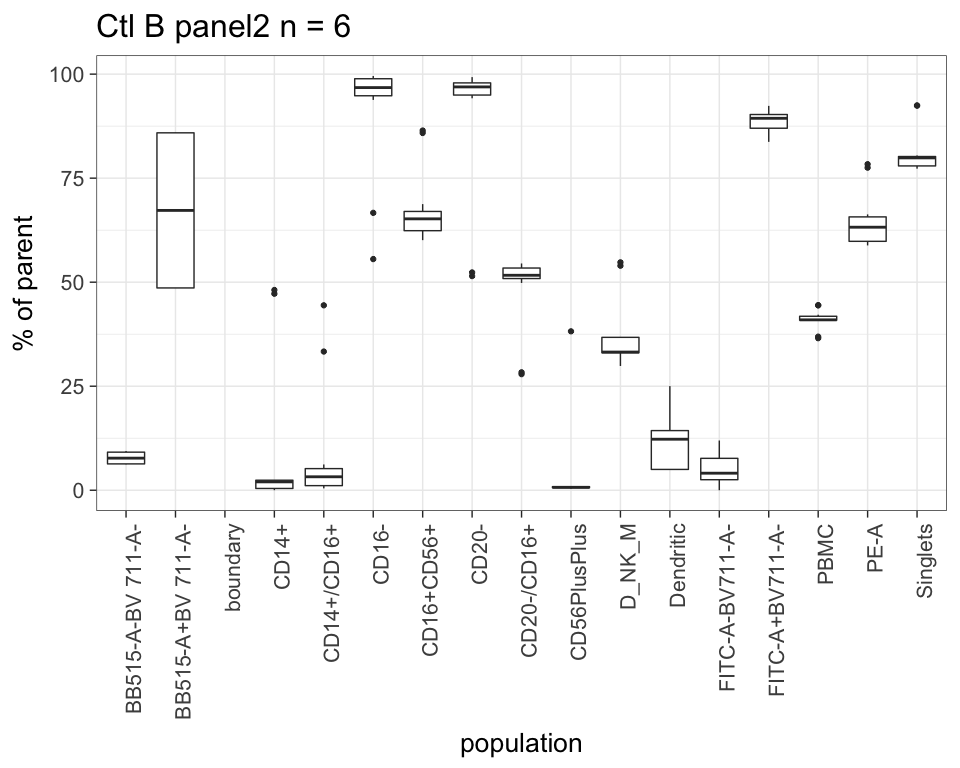 Ctl B panel2 n = 6
% of parent
100
75
50
25
0
BB515-A-BV 711-A-
BB515-A+BV 711-A-
boundary
CD14+
CD14+/CD16+
CD16-
CD16+CD56+
CD20-
CD20-/CD16+
CD56PlusPlus
D_NK_M
Dendritic
FITC-A-BV711-A-
FITC-A+BV711-A-
PBMC
PE-A
Singlets
population